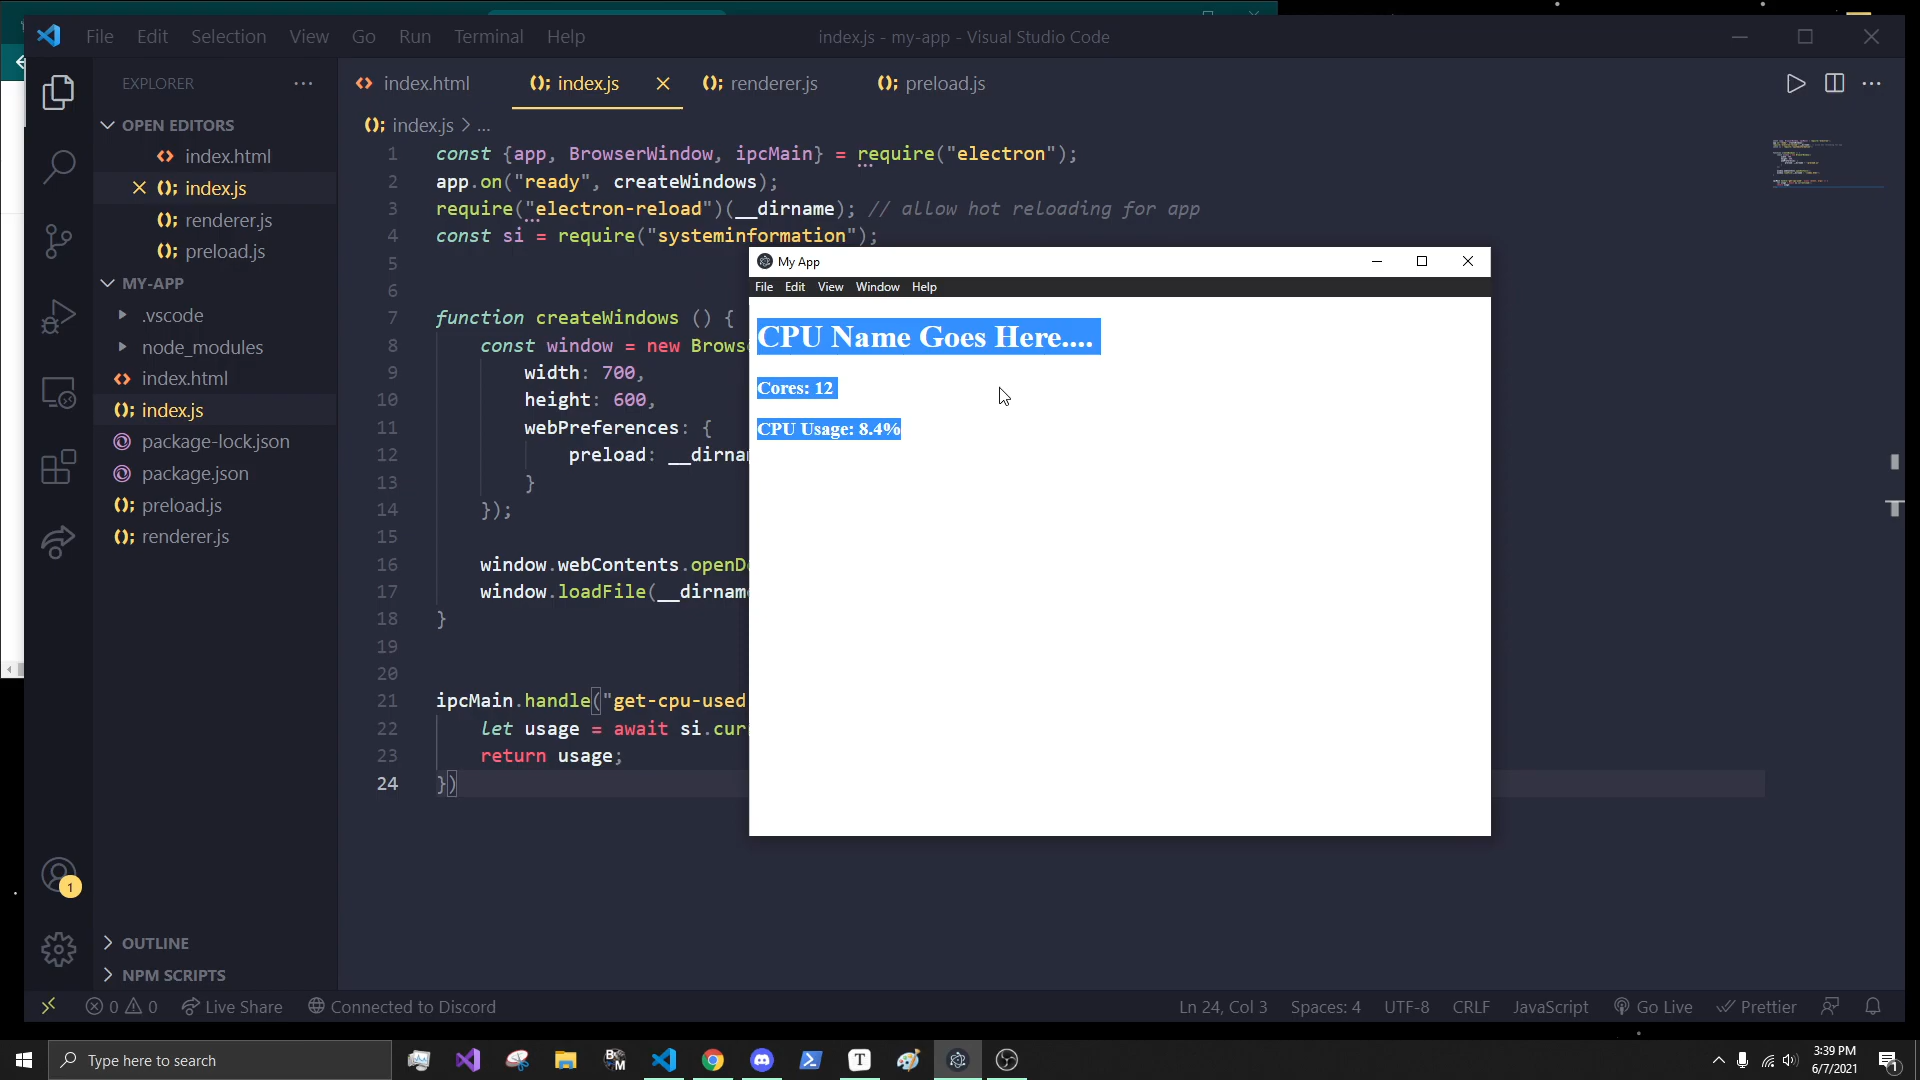 File Edit Selection View Go Run Terminal Help
index.js - my-app - Visual Studio Code
EXPLORER
OPEN EDITORS
index.html
index.js
renderer.js
preload.js
MY-APP
.vscode
node_modules
index.html
index.js
package-lock.json
package.json
preload.js
renderer.js
OUTLINE
NPM SCRIPTS
index.html index.js renderer.js preload.js
index.js > ...
1 const {app, BrowserWindow, ipcMain} = require("electron");
2 app.on("ready", createWindows);
3 require("electron-reload")(__dirname); // allow hot reloading for app
4 const si = require("systeminformation");
5
6
7 function createWindows () {
8 const window = new Brows
9 width: 700,
10 height: 600,
11 webPreferences: {
12 preload: __dirna
13 }
14 });
15
16 window.webContents.openD
17 window.loadFile(__dirnam
18 }
19
20
21 ipcMain.handle("get-cpu-used
22 let usage = await si.cur
23 return usage;
24 })
My App
File Edit View Window Help
CPU Name Goes Here....
Cores: 12
CPU Usage: 8.4%
1
0 0 Live Share Connected to Discord
Ln 24, Col 3 Spaces: 4 UTF-8 CRLF JavaScript Go Live Prettier
Type here to search
3:39 PM
6/7/2021
1